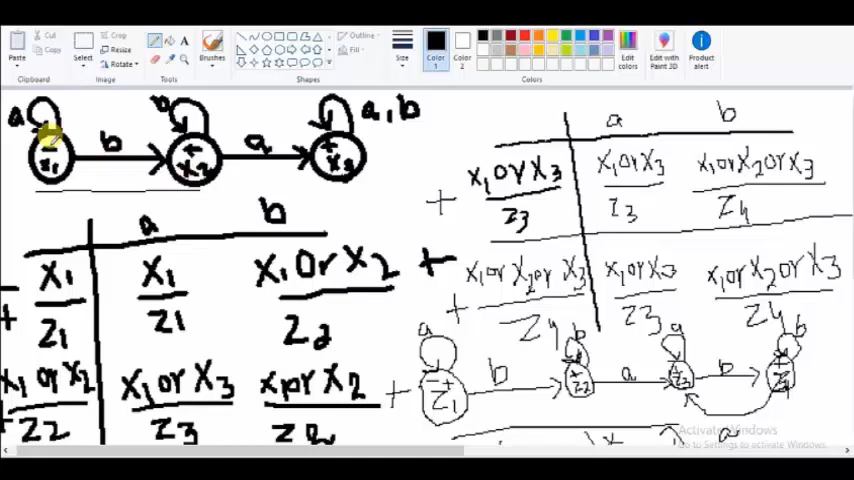 Paste
Cut
Copy
Clipboard
Select
Crop
Resize
Rotate
Image
A
Tools
Brushes
Outline
Fill
Shapes
Size
Color 1
Color 2
Colors
Edit colors
Edit with Paint 3D
Product alert
a b a, b
- b + a +
x1 x2 x3
a b
x1 x1 x1 or x2 +
z1 z1 z2
x1 or x2 x1 or x3 x1 or x2 +
z2 z3 z2
a b
x1 or x3 x1 or x3 x1 or x2 or x3
+ z3 z3 z4
x1 or x2 or x3 x1 or x3 x1 or x2 or x3
+ z4 z3 z4
a b a b
b a b
z1 z2 z3 z4
a
Activate Windows
Go to Settings to activate Windows.